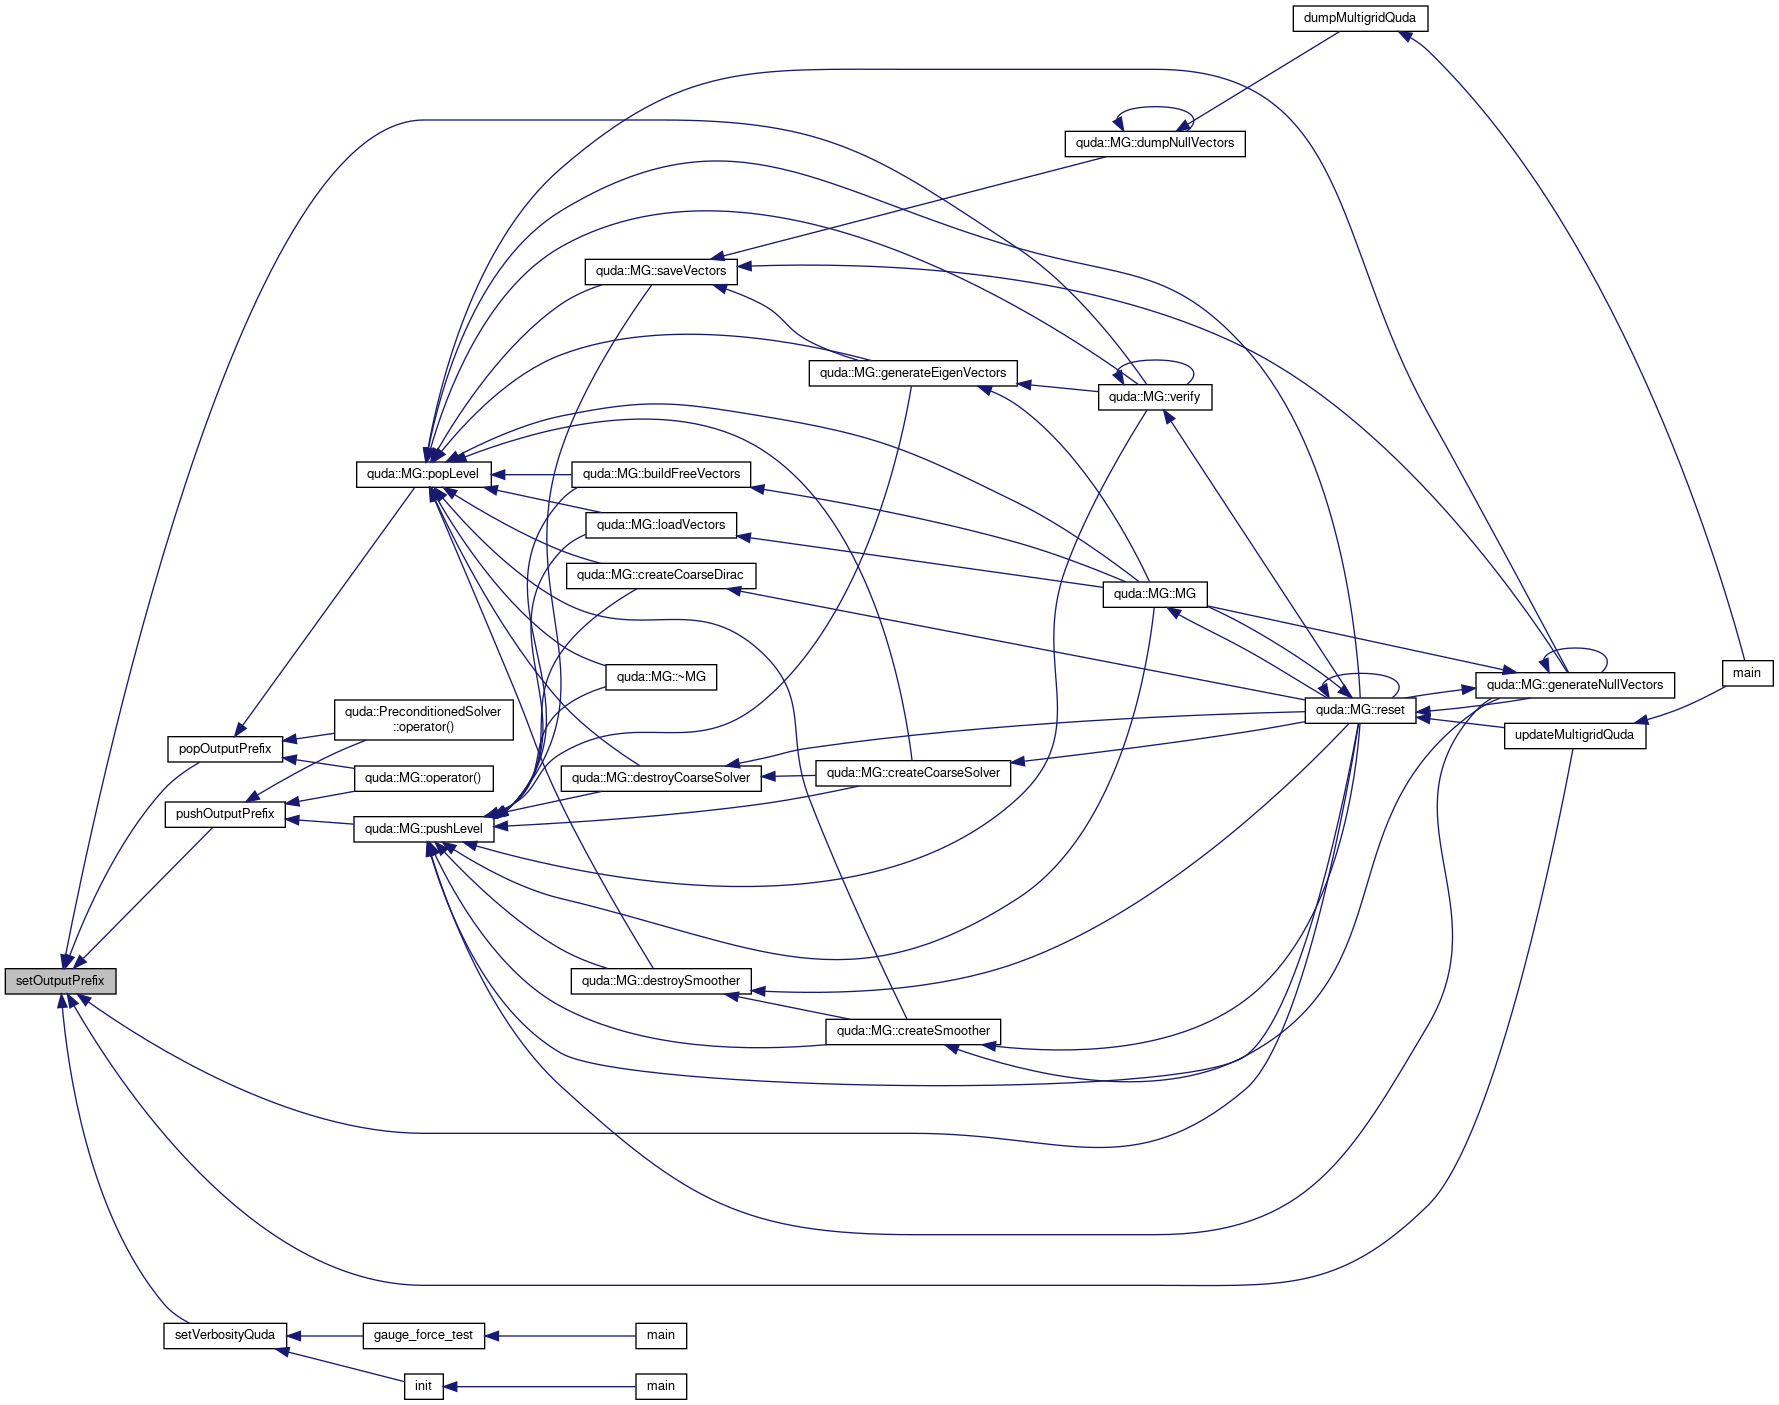 dumpMultigridQuda
quda::MG::dumpNullVectors
quda::MG::saveVectors
quda::MG::generateEigenVectors
quda::MG::verify
quda::MG::popLevel
quda::MG::buildFreeVectors
quda::MG::loadVectors
quda::MG::createCoarseDirac
quda::MG::MG
quda::MG::~MG
quda::MG::generateNullVectors
main
quda::MG::reset
quda::PreconditionedSolver
::operator()
popOutputPrefix
updateMultigridQuda
quda::MG::operator()
quda::MG::destroyCoarseSolver
quda::MG::createCoarseSolver
pushOutputPrefix
quda::MG::pushLevel
setOutputPrefix
quda::MG::destroySmoother
quda::MG::createSmoother
setVerbosityQuda
gauge_force_test
main
init
main